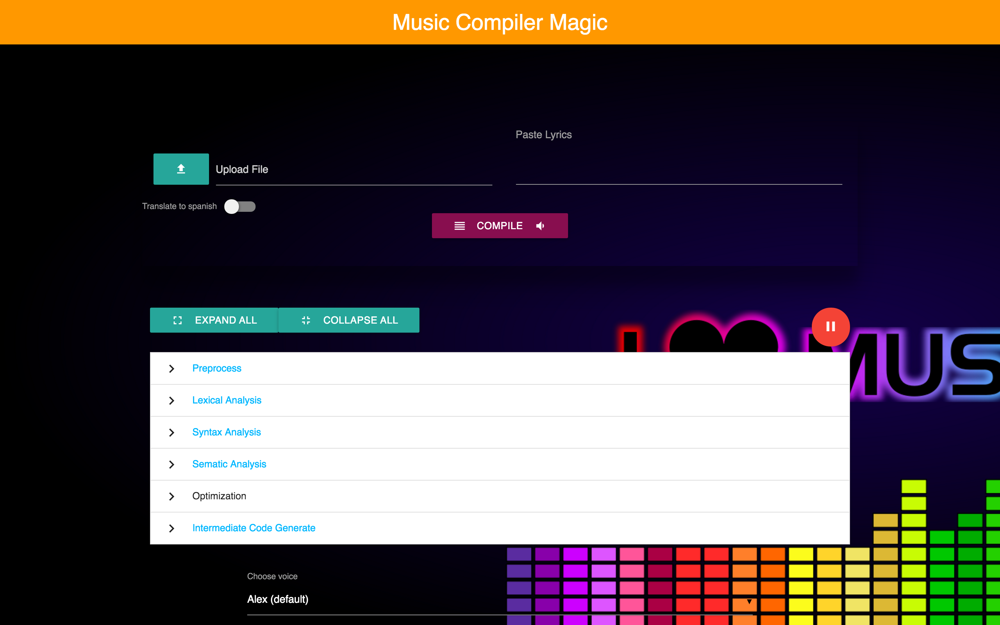 Music Compiler Magic
Paste Lyrics
Upload File
Translate to spanish
COMPILE
EXPAND ALL
COLLAPSE ALL
I MUS
Preprocess
Lexical Analysis
Syntax Analysis
Sematic Analysis
Optimization
Intermediate Code Generate
Choose voice
Alex (default)